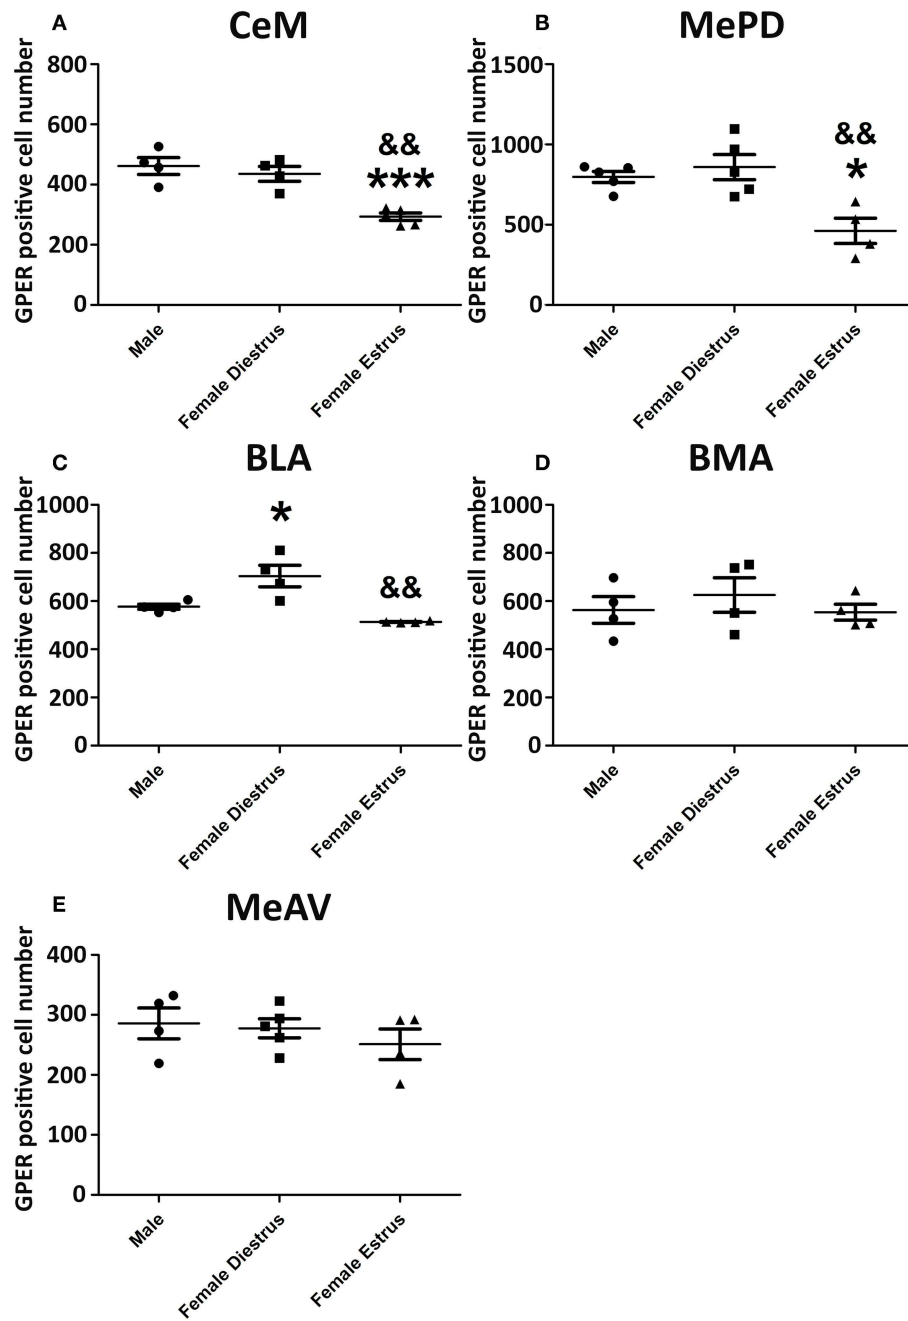 A
CeM
GPER positive cell number
800
600
400
200
0
&&
***
Male
Female Diestrus
Female Estrus
B
MePD
GPER positive cell number
1500
1000
500
0
&&
*
Male
Female Diestrus
Female Estrus
C
BLA
GPER positive cell number
1000
800
600
400
200
0
*
&&
Male
Female Diestrus
Female Estrus
D
BMA
GPER positive cell number
1000
800
600
400
200
0
Male
Female Diestrus
Female Estrus
E
MeAV
GPER positive cell number
400
300
200
100
0
Male
Female Diestrus
Female Estrus